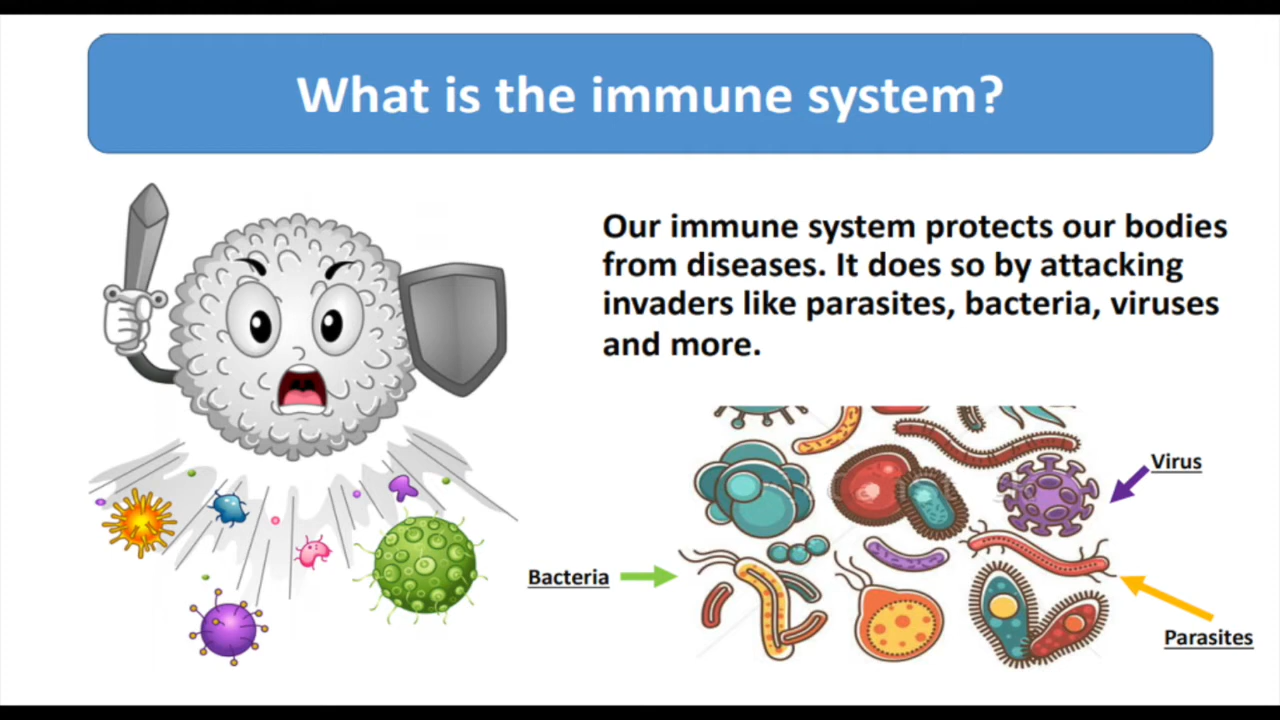 What is the immune system?
Our immune system protects our bodies
from diseases. It does so by attacking
invaders like parasites, bacteria, viruses
and more.
Virus
Bacteria
Parasites